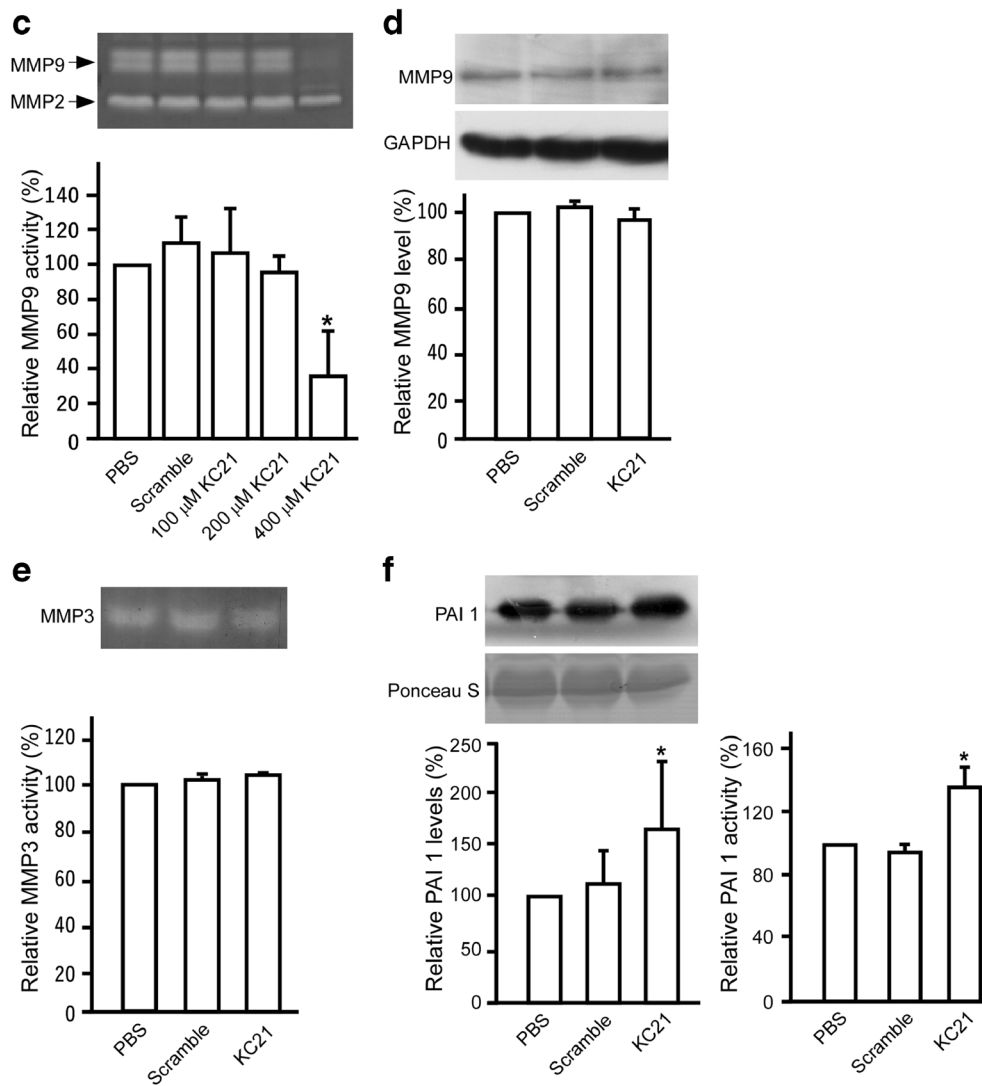 c
MMP9
MMP2
Relative MMP9 activity (%)
140
120
100
80
60
40
20
0
*
PBS
Scramble
100 µM KC21
200 µM KC21
400 µM KC21
d
MMP9
GAPDH
Relative MMP9 level (%)
100
80
60
40
20
0
PBS
Scramble
KC21
e
MMP3
Relative MMP3 activity (%)
120
100
80
60
40
20
0
PBS
Scramble
KC21
f
PAI 1
Ponceau S
Relative PAI 1 levels (%)
250
200
150
100
50
0
*
PBS
Scramble
KC21
Relative PAI 1 activity (%)
160
120
80
40
0
*
PBS
Scramble
KC21